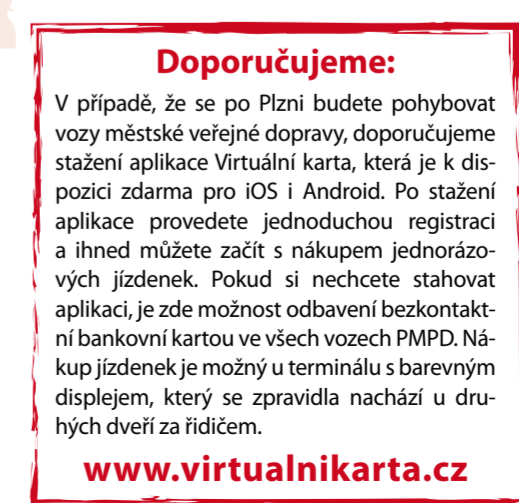 Doporučujeme:
V případě, že se po Plzni budete pohybovat
vozy městské veřejné dopravy, doporučujeme
stažení aplikace Virtuální karta, která je k dis-
pozici zdarma pro iOS i Android. Po stažení
aplikace provedete jednoduchou registraci
a ihned můžete začít s nákupem jednorázo-
vých jízdenek. Pokud si nechcete stahovat
aplikaci, je zde možnost odbavení bezkontakt-
ní bankovní kartou ve všech vozech PMPD. Ná-
kup jízdenek je možný u terminálu s barevným
displejem, který se zpravidla nachází u dru-
hých dveří za řidičem.
www.virtualnikarta.cz